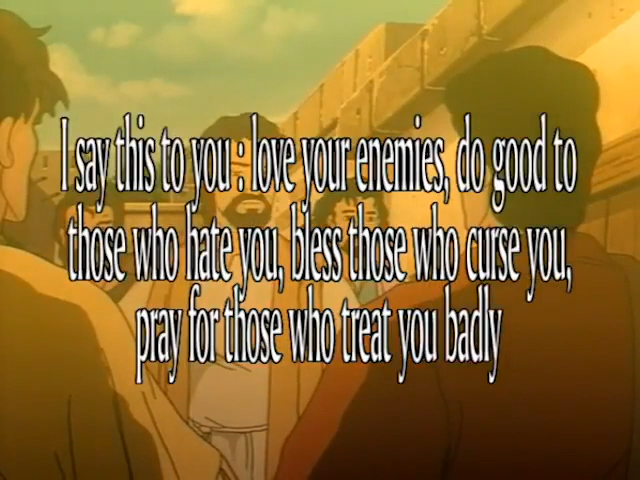 I say this to you : love your enemies, do good to
those who hate you, bless those who curse you,
pray for those who treat you badly